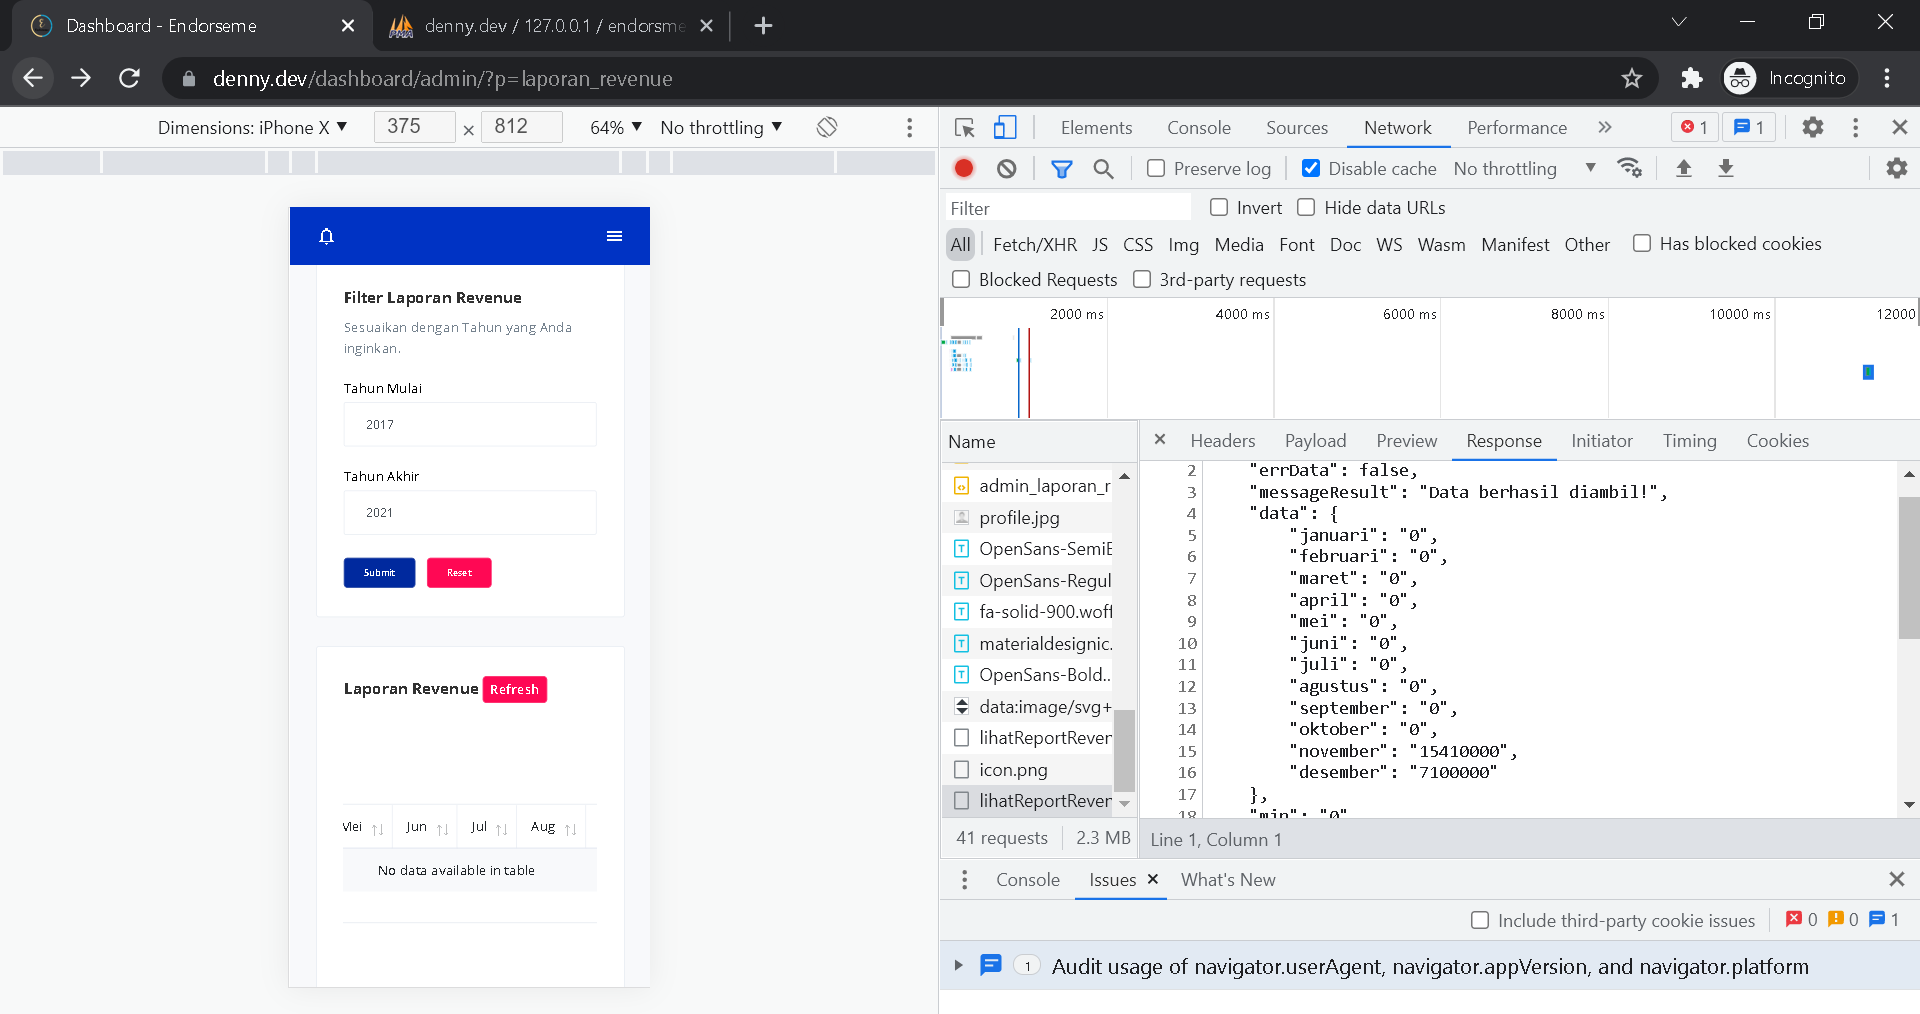 Dashboard - Endorseme
denny.dev / 127.0.0.1 / endorsme
denny.dev/dashboard/admin/?p=laporan_revenue
Incognito
Dimensions: iPhone X ▼ 375 × 812 64% ▼ No throttling ▼
Elements Console Sources Network Performance » 1 1
Preserve log Disable cache No throttling ▼
Filter Invert Hide data URLs
All Fetch/XHR JS CSS Img Media Font Doc WS Wasm Manifest Other Has blocked cookies
Blocked Requests 3rd-party requests
2000 ms 4000 ms 6000 ms 8000 ms 10000 ms 12000
Filter Laporan Revenue
Sesuaikan dengan Tahun yang Anda
inginkan.
Tahun Mulai
2017
Tahun Akhir
2021
Submit Reset
Laporan Revenue Refresh
Mei Jun Jul Aug
No data available in table
Name
admin_laporan_r
profile.jpg
OpenSans-SemiB
OpenSans-Regul
fa-solid-900.woff
materialdesignic.
OpenSans-Bold..
data:image/svg+
lihatReportRever
icon.png
lihatReportRever
41 requests 2.3 MB
Headers Payload Preview Response Initiator Timing Cookies
2 "errData": false,
3 "messageResult": "Data berhasil diambil!",
4 "data": {
5 "januari": "0",
6 "februari": "0",
7 "maret": "0",
8 "april": "0",
9 "mei": "0",
10 "juni": "0",
11 "juli": "0",
12 "agustus": "0",
13 "september": "0",
14 "oktober": "0",
15 "november": "15410000",
16 "desember": "7100000"
17 },
18 "min": "0"
Line 1, Column 1
Console Issues What's New
Include third-party cookie issues 0 0 1
1 Audit usage of navigator.userAgent, navigator.appVersion, and navigator.platform